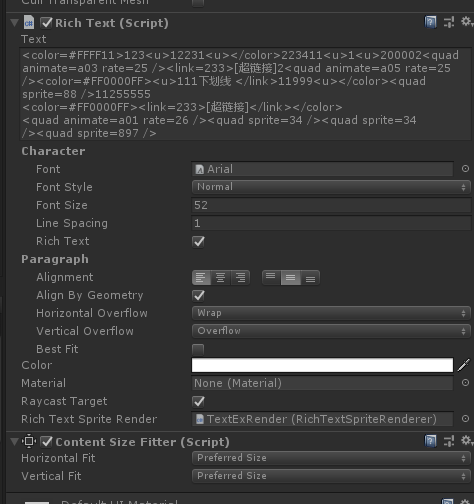 Cull Transparent Mesh
Rich Text (Script)
Text
<color=#FFFF11>123<u>12231<u></color>223411<u>1<u>200002<quad
animate=a03 rate=25 /><link=233>[超链接]2<quad animate=a05 rate=25
/><color=#FF0000FF><u>111下划线 </link>11999<u></color><quad
sprite=88 />11255555
<color=#FF0000FF><link=233>[超链接]</link></color>
<quad animate=a01 rate=26 /><quad sprite=34 /><quad sprite=34
/><quad sprite=897 />
Character
Font Arial
Font Style Normal
Font Size 52
Line Spacing 1
Rich Text
Paragraph
Alignment
Align By Geometry
Horizontal Overflow Wrap
Vertical Overflow Overflow
Best Fit
Color
Material None (Material)
Raycast Target
Rich Text Sprite Render TextExRender (RichTextSpriteRenderer)
Content Size Fitter (Script)
Horizontal Fit Preferred Size
Vertical Fit Preferred Size
Default UI Material